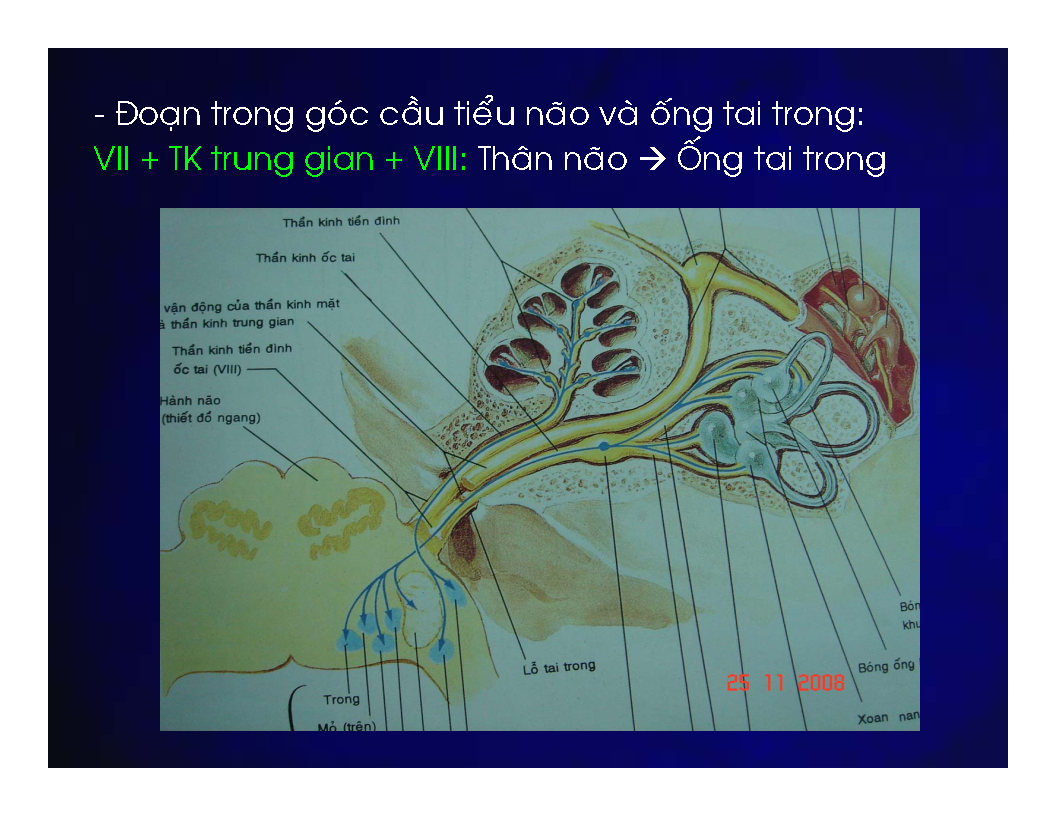 - Đoạn trong góc cầu tiểu não và ống tai trong:
VII + TK trung gian + VIII: Thân não → Ống tai trong
Thần kinh tiền đình
Thần kinh ốc tai
vận động của thần kinh mặt
à thần kinh trung gian
Thần kinh tiền đình
ốc tai (VIII)
Hành não
(thiết đồ ngang)
Lỗ tai trong
Trong
Mỏ (trên)
Bón
khu
Bóng ống
Xoan nan
25 11 2008